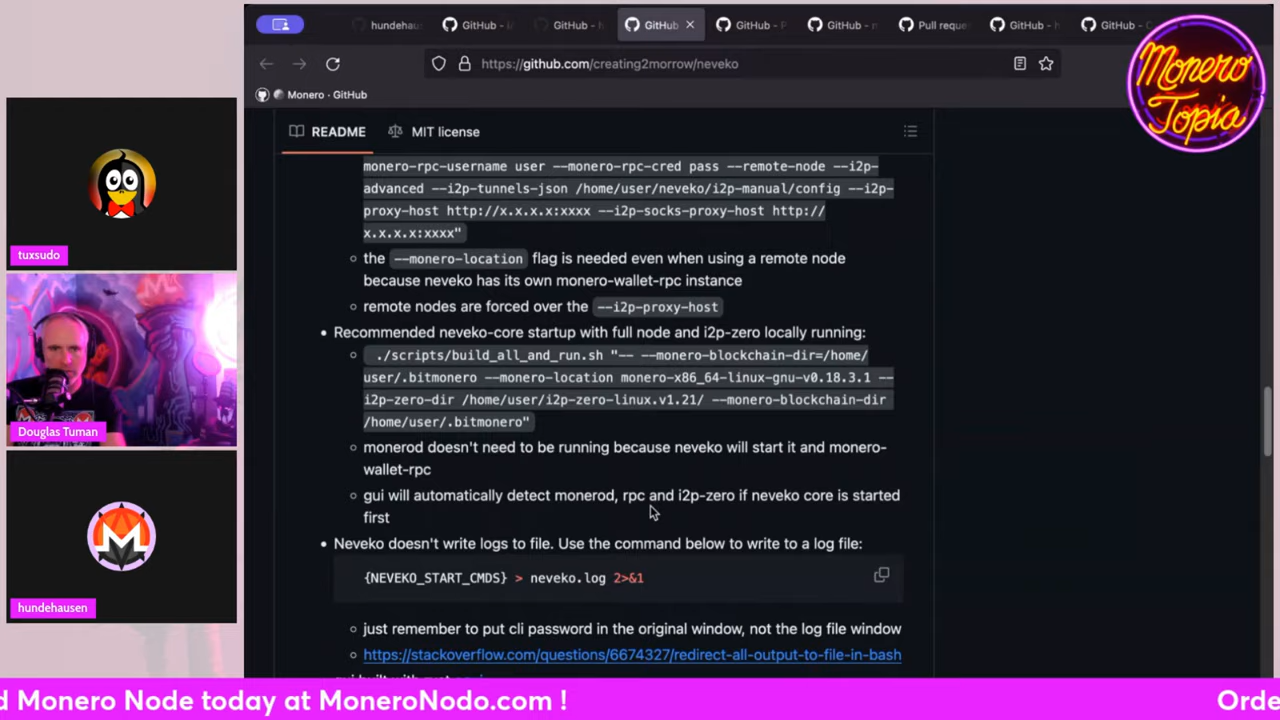 hundehaus
GitHub -
GitHub -
GitHub
GitHub -
GitHub -
Pull reque
GitHub -
GitHub -
https://github.com/creating2morrow/neveko
Monero · GitHub
Monero
Topia
README
MIT license
monero-rpc-username user --monero-rpc-cred pass --remote-node --i2p-
advanced --i2p-tunnels-json /home/user/neveko/i2p-manual/config --i2p-
proxy-host http://x.x.x.x:xxxx --i2p-socks-proxy-host http://
x.x.x.x:xxxx"
the --monero-location flag is needed even when using a remote node
because neveko has its own monero-wallet-rpc instance
remote nodes are forced over the --i2p-proxy-host
Recommended neveko-core startup with full node and i2p-zero locally running:
./scripts/build_all_and_run.sh "-- --monero-blockchain-dir=/home/
user/.bitmonero --monero-location monero-x86_64-linux-gnu-v0.18.3.1 --
i2p-zero-dir /home/user/i2p-zero-linux.v1.21/ --monero-blockchain-dir
/home/user/.bitmonero"
monerod doesn't need to be running because neveko will start it and monero-
wallet-rpc
gui will automatically detect monerod, rpc and i2p-zero if neveko core is started
first
Neveko doesn't write logs to file. Use the command below to write to a log file:
{NEVEKO_START_CMDS} > neveko.log 2>&1
just remember to put cli password in the original window, not the log file window
https://stackoverflow.com/questions/6674327/redirect-all-output-to-file-in-bash
tuxsudo
Douglas Tuman
hundehausen
d Monero Node today at MoneroNodo.com !
Orde